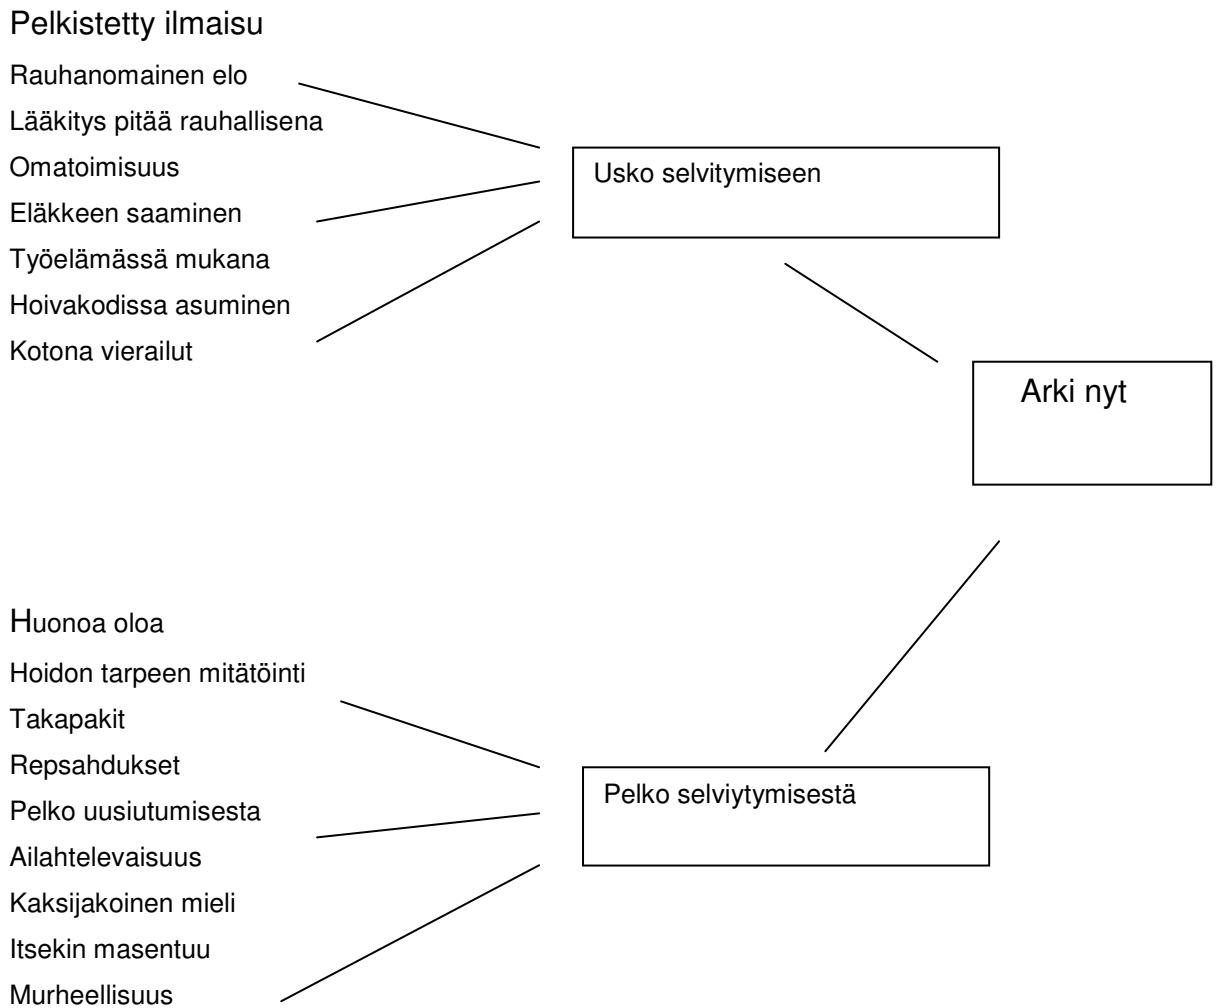 Pelkistetty ilmaisu
Rauhanomainen elo
Lääkitys pitää rauhallisena
Omatoimisuus
Eläkkeen saaminen
Työelämässä mukana
Hoivakodissa asuminen
Kotona vierailut
Usko selvitymiseen
Arki nyt
Huonoa oloa
Hoidon tarpeen mitätöinti
Takapakit
Repsahdukset
Pelko uusiutumisesta
Ailahtelevaisuus
Kaksijakoinen mieli
Itsekin masentuu
Murheellisuus
Pelko selviytymisestä